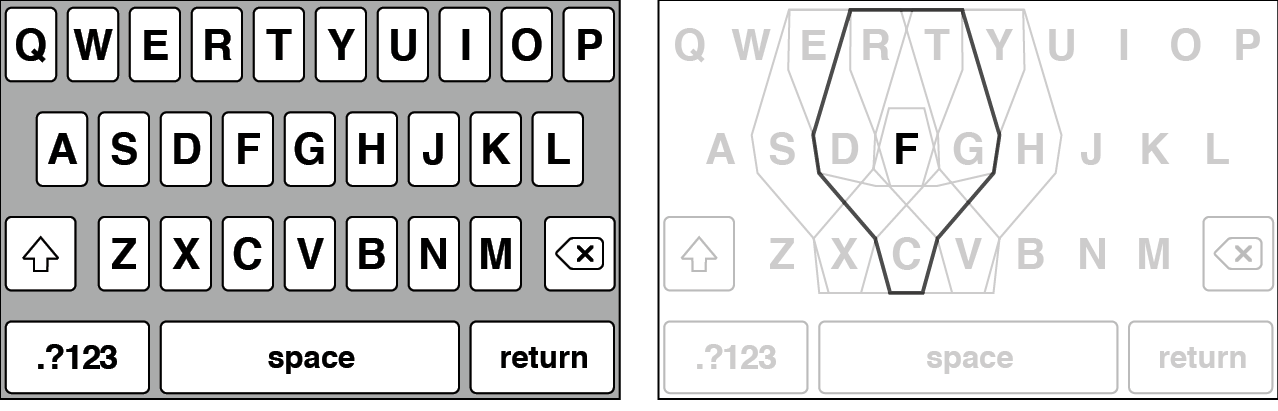 Q W E R T Y U I O P
A S D F G H J K L
Z X C V B N M
.?123 space return
Q W E R T Y U I O P
A S D F G H J K L
Z X C V B N M
.?123 space return